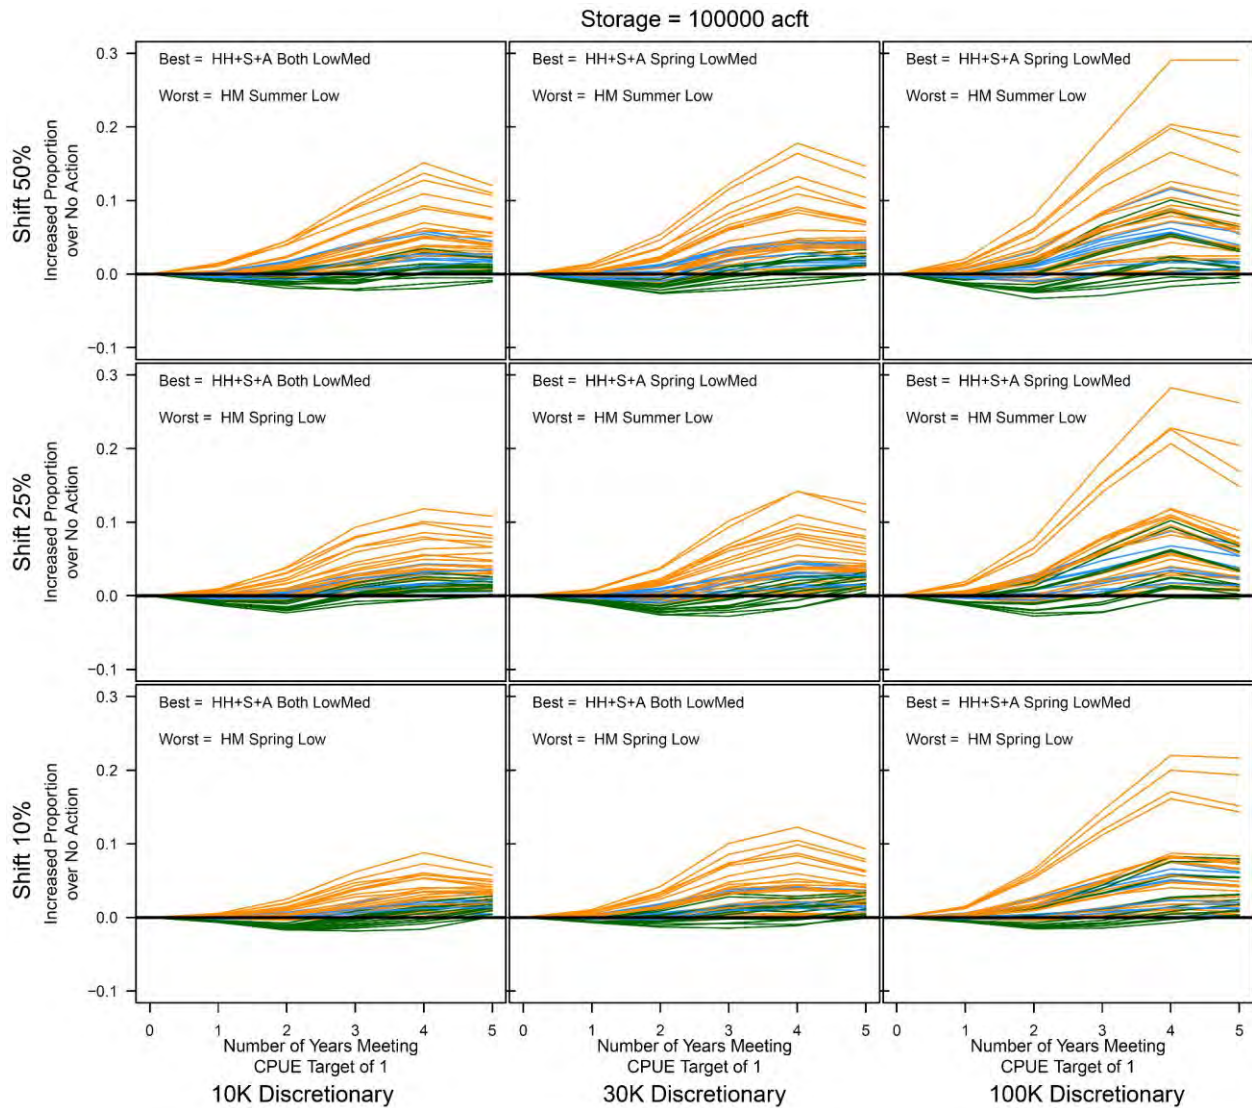 Storage = 100000 acft
Shift 50%
Increased Proportion
over No Action
0.3
0.2
0.1
0.0
−0.1
Best = HH+S+A Both LowMed
Worst = HM Summer Low
Best = HH+S+A Spring LowMed
Worst = HM Summer Low
Best = HH+S+A Spring LowMed
Worst = HM Summer Low
Shift 25%
Increased Proportion
over No Action
0.3
0.2
0.1
0.0
−0.1
Best = HH+S+A Both LowMed
Worst = HM Spring Low
Best = HH+S+A Spring LowMed
Worst = HM Summer Low
Best = HH+S+A Spring LowMed
Worst = HM Summer Low
Shift 10%
Increased Proportion
over No Action
0.3
0.2
0.1
0.0
−0.1
Best = HH+S+A Both LowMed
Worst = HM Spring Low
Best = HH+S+A Both LowMed
Worst = HM Spring Low
Best = HH+S+A Spring LowMed
Worst = HM Spring Low
0 1 2 3 4 5
Number of Years Meeting
CPUE Target of 1
10K Discretionary
0 1 2 3 4 5
Number of Years Meeting
CPUE Target of 1
30K Discretionary
0 1 2 3 4 5
Number of Years Meeting
CPUE Target of 1
100K Discretionary